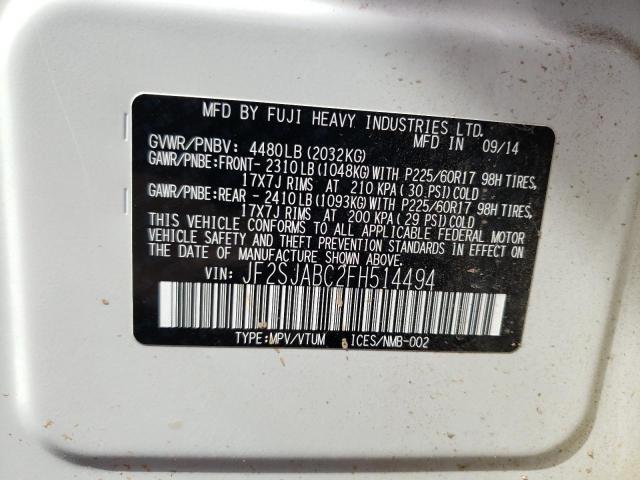 MFD BY FUJI HEAVY INDUSTRIES LTD.
MFD IN 09/14
GVWR/PNBV: 4480LB (2032KG)
GAWR/PNBE:FRONT- 2310LB (1048KG) WITH P225/60R17 98H TIRES,
17X7J RIMS AT 210 KPA ( 30 PSI) COLD
GAWR/PNBE:REAR - 2410LB (1093KG) WITH P225/60R17 98H TIRES,
17X7J RIMS AT 200 KPA ( 29 PSI) COLD
THIS VEHICLE CONFORMS TO ALL APPLICABLE FEDERAL MOTOR
VEHICLE SAFETY AND THEFT PREVENTION STANDARDS IN EFFECT ON
THE DATE OF MANUFACTURE SHOWN ABOVE.
VIN: JF2SJABC2FH514494
TYPE:MPV/VTUM ICES/NMB-002